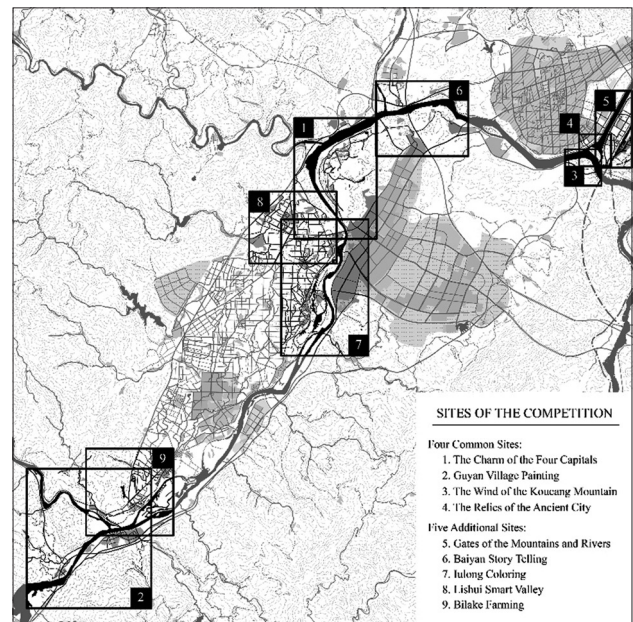 6
5
1
4
3
8
7
9
2
SITES OF THE COMPETITION
Four Common Sites:
1. The Charm of the Four Capitals
2. Guyan Village Painting
3. The Wind of the Koucang Mountain
4. The Relics of the Ancient City
Five Additional Sites:
5. Gates of the Mountains and Rivers
6. Baiyan Story Telling
7. Iulong Coloring
8. Lishui Smart Valley
9. Bilake Farming